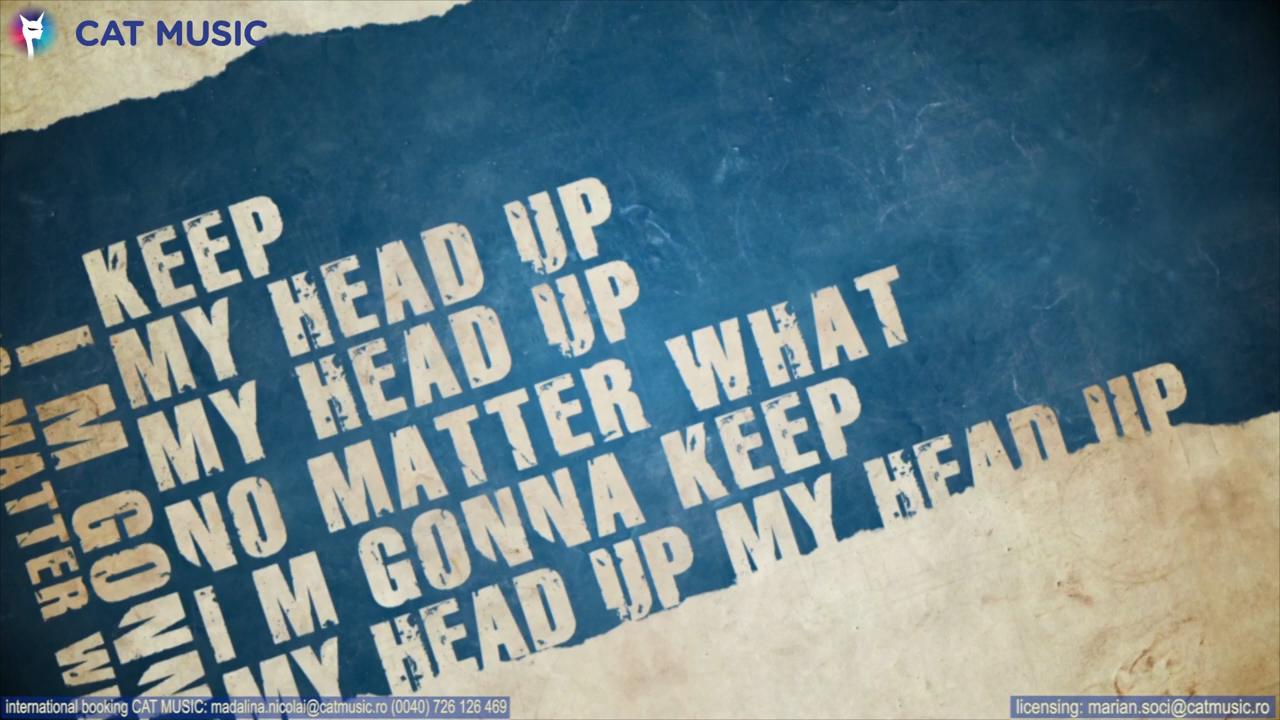 CAT MUSIC
KEEP
MY HEAD UP
MY HEAD UP
NO MATTER WHAT
I M GONNA KEEP
MY HEAD UP MY HEAD UP
I M GONN
MATTER W
international booking CAT MUSIC: madalina.nicolai@catmusic.ro (0040) 726 126 469
licensing: marian.soci@catmusic.ro